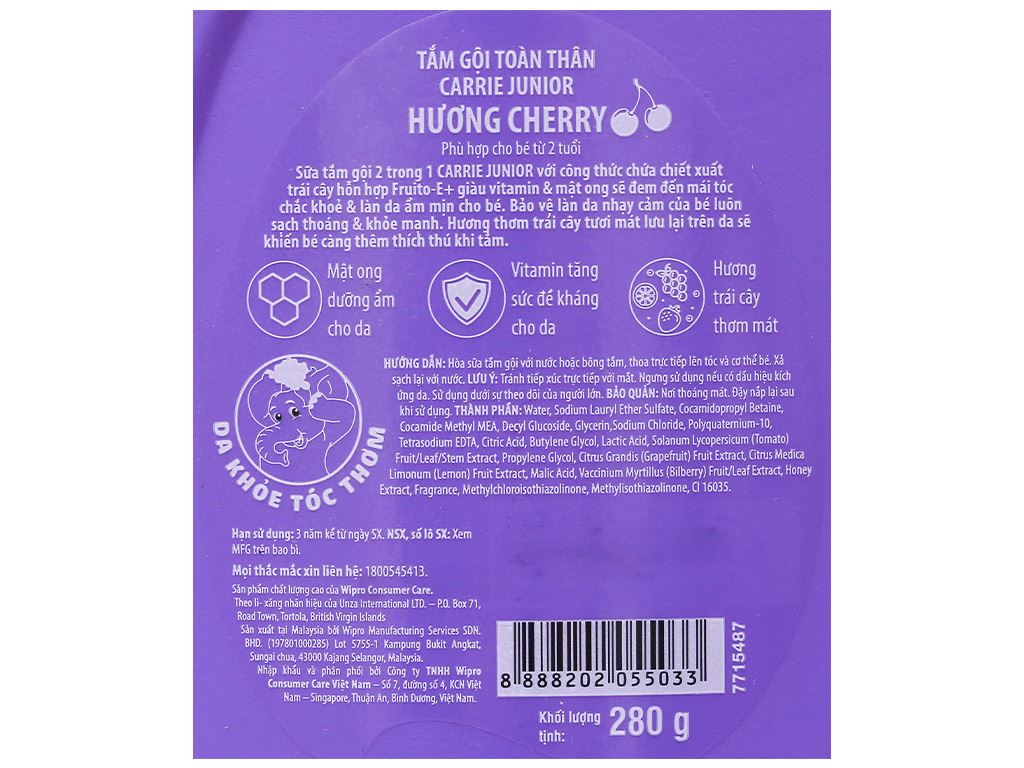 TẮM GỘI TOÀN THÂN
CARRIE JUNIOR
HƯƠNG CHERRY
Phù hợp cho bé từ 2 tuổi
Sữa tắm gội 2 trong 1 CARRIE JUNIOR với công thức chứa chiết xuất
trái cây hỗn hợp Fruito-E+ giàu vitamin & mật ong sẽ đem đến mái tóc
chắc khoẻ & làn da ẩm mịn cho bé. Bảo vệ làn da nhạy cảm của bé luôn
sạch thoáng & khỏe mạnh. Hương thơm trái cây tươi mát lưu lại trên da sẽ
khiến bé càng thêm thích thú khi tắm.
Mật ong
dưỡng ẩm
cho da
Vitamin tăng
sức đề kháng
cho da
Hương
trái cây
thơm mát
DA KHỎE TÓC THƠM
HƯỚNG DẪN: Hòa sữa tắm gội với nước hoặc bông tắm, thoa trực tiếp lên tóc và cơ thể bé. Xả
sạch lại với nước. LƯU Ý: Tránh tiếp xúc trực tiếp với mắt. Ngưng sử dụng nếu có dấu hiệu kích
ứng da. Sử dụng dưới sự theo dõi của người lớn. BẢO QUẢN: Nơi thoáng mát. Đậy nắp lại sau
khi sử dụng. THÀNH PHẦN: Water, Sodium Lauryl Ether Sulfate, Cocamidopropyl Betaine,
Cocamide Methyl MEA, Decyl Glucoside, Glycerin,Sodium Chloride, Polyquaternium-10,
Tetrasodium EDTA, Citric Acid, Butylene Glycol, Lactic Acid, Solanum Lycopersicum (Tomato)
Fruit/Leaf/Stem Extract, Propylene Glycol, Citrus Grandis (Grapefruit) Fruit Extract, Citrus Medica
Limonum (Lemon) Fruit Extract, Malic Acid, Vaccinium Myrtillus (Bilberry) Fruit/Leaf Extract, Honey
Extract, Fragrance, Methylchloroisothiazolinone, Methylisothiazolinone, CI 16035.
Hạn sử dụng: 3 năm kể từ ngày SX. NSX, số lô SX: Xem
MFG trên bao bì.
Mọi thắc mắc xin liên hệ: 1800545413.
Sản phẩm chất lượng cao của Wipro Consumer Care.
Theo li- xăng nhãn hiệu của Unza International LTD. – P.O. Box 71,
Road Town, Tortola, British Virgin Islands
Sản xuất tại Malaysia bởi Wipro Manufacturing Services SDN.
BHD. (197801000285) Lot 5755-1 Kampung Bukit Angkat,
Sungai chua, 43000 Kajang Selangor, Malaysia.
Nhập khẩu và phân phối bởi Công ty TNHH Wipro
Consumer Care Việt Nam – Số 7, đường số 4, KCN Việt
Nam – Singapore, Thuận An, Bình Dương, Việt Nam.
8 888202 055033
7715487
Khối lượng
tịnh:
280 g